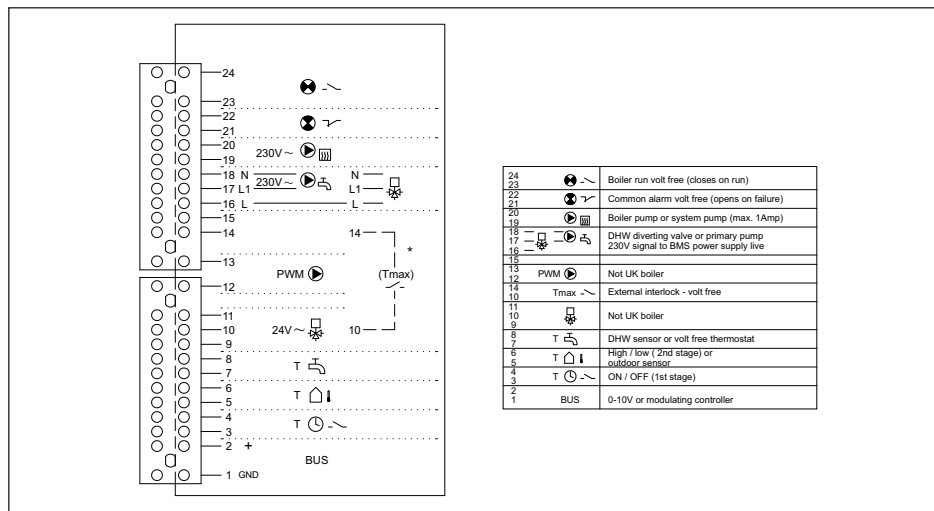 24
23
22
21
20
230V~
19
18 N N
230V~
17 L1 L1
16 L L
15
14 14
*
13
PWM (Tmax)
12
11
10 24V~ 10
9
8
T
7
6
T
5
4
T
3
2 +
BUS
1 GND
24
23 Boiler run volt free (closes on run)
22
21 Common alarm volt free (opens on failure)
20
19 Boiler pump or system pump (max. 1Amp)
18 DHW diverting valve or primary pump
17 230V signal to BMS power supply live
16
15
13
12 PWM Not UK boiler
14
10 Tmax External interlock - volt free
11
10 Not UK boiler
9
8
7 T DHW sensor or volt free thermostat
6 High / low ( 2nd stage) or
5 T outdoor sensor
4
3 T ON / OFF (1st stage)
2
1 BUS 0-10V or modulating controller